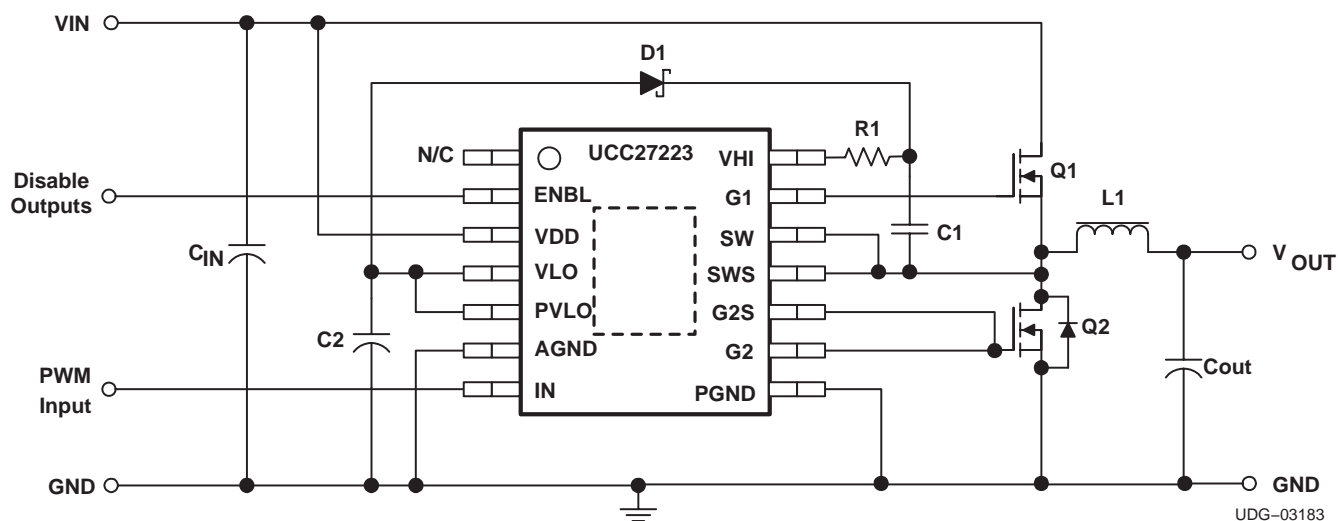 VIN
D1
N/C
UCC27223
VHI
R1
Disable
Outputs
ENBL
G1
Q1
L1
CIN
VDD
SW
C1
VLO
SWS
VOUT
C2
PVLO
G2S
Q2
AGND
G2
Cout
PWM
Input
IN
PGND
GND
GND
UDG–03183